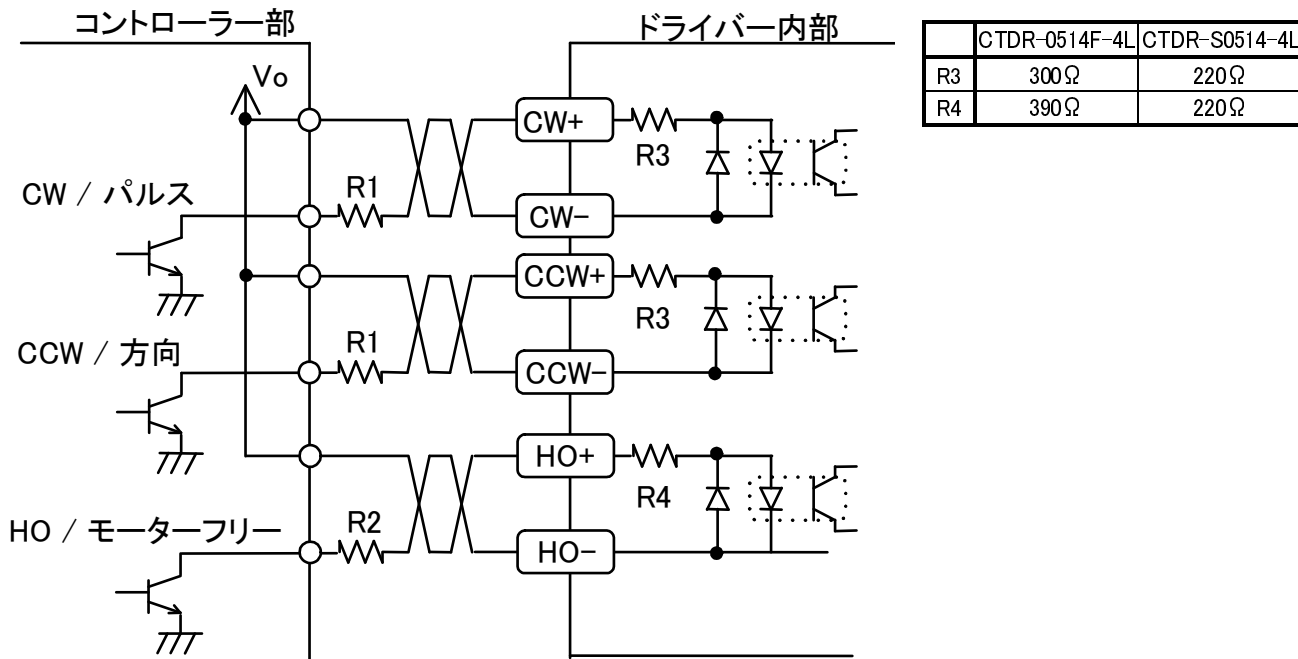 コントローラー部
ドライバー内部
CTDR-0514F-4L CTDR-S0514-4L
R3 300Ω 220Ω
R4 390Ω 220Ω
Vo
CW+
R3
CW / パルス
R1
CW-
CCW+
R3
CCW / 方向
R1
CCW-
HO+
R4
HO / モーターフリー
R2
HO-